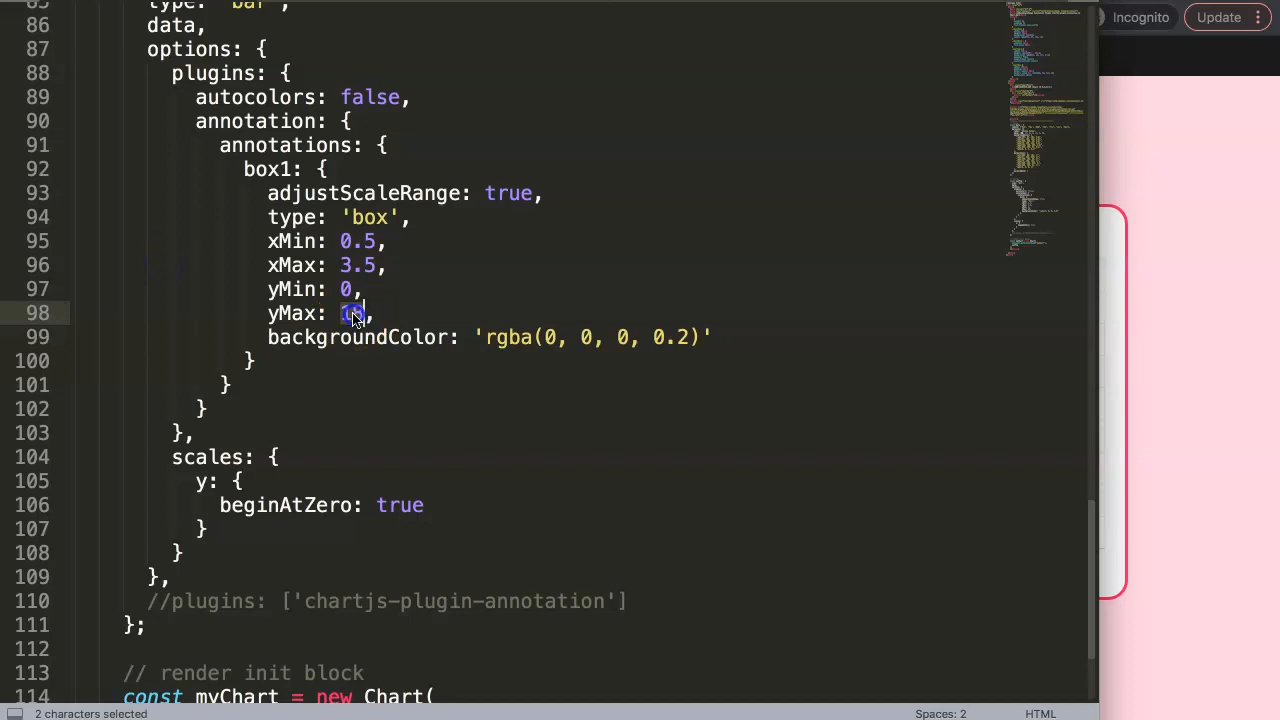 85 type: 'bar',
86 data,
87 options: {
88 plugins: {
89 autocolors: false,
90 annotation: {
91 annotations: {
92 box1: {
93 adjustScaleRange: true,
94 type: 'box',
95 xMin: 0.5,
96 xMax: 3.5,
97 yMin: 0,
98 yMax: ,
99 backgroundColor: 'rgba(0, 0, 0, 0.2)'
100 }
101 }
102 }
103 },
104 scales: {
105 y: {
106 beginAtZero: true
107 }
108 }
109 },
110 //plugins: ['chartjs-plugin-annotation']
111 };
112
113 // render init block
114 const myChart = new Chart(
2 characters selected
Spaces: 2
HTML
Incognito
Update